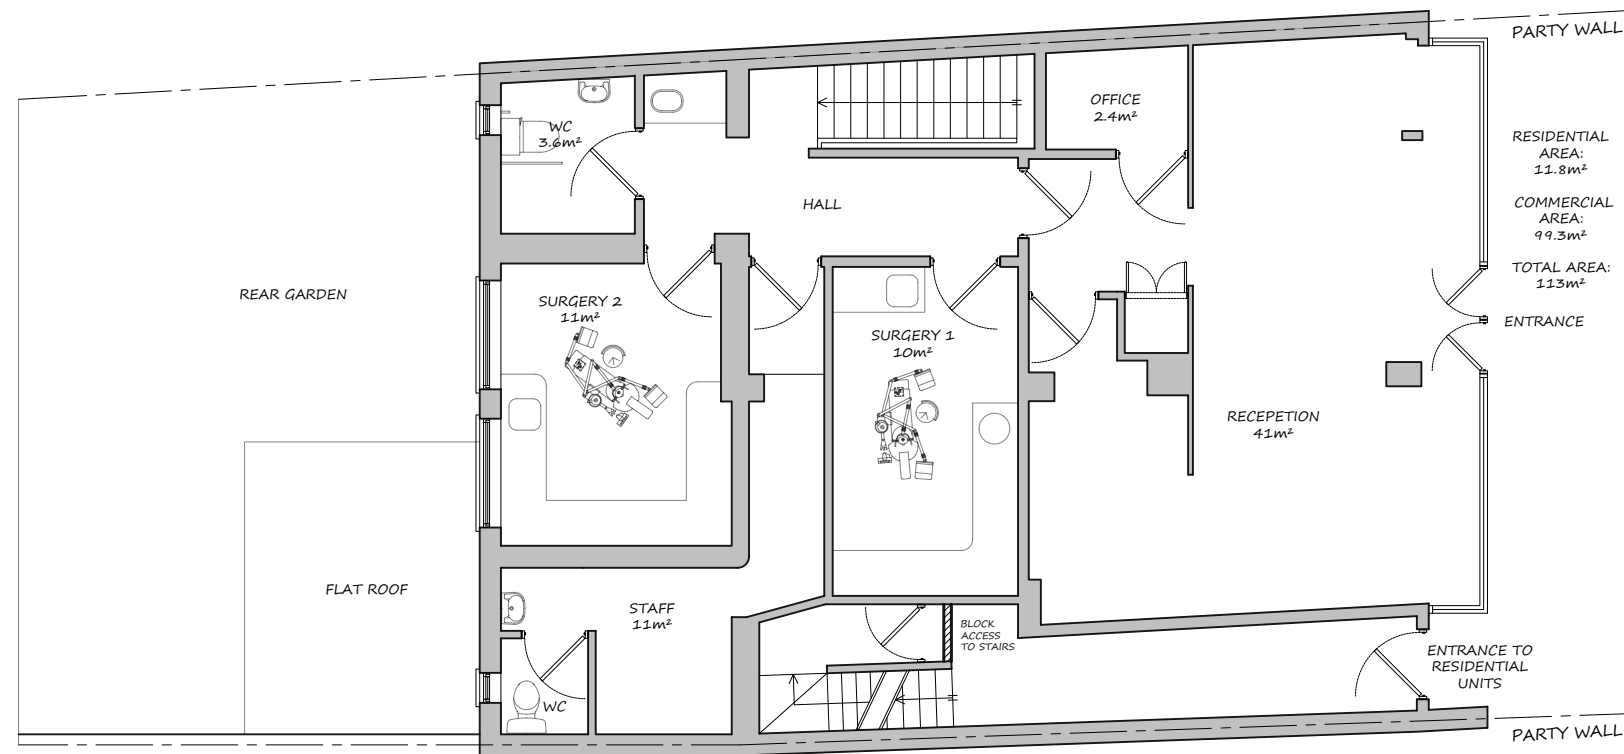 PARTY WALL
OFFICE
2.4m²
WC
3.6m²
RESIDENTIAL
AREA:
11.8m²
COMMERCIAL
AREA:
99.3m²
TOTAL AREA:
113m²
HALL
REAR GARDEN
SURGERY 2
11m²
SURGERY 1
10m²
ENTRANCE
RECEPETION
41m²
FLAT ROOF
STAFF
11m²
BLOCK
ACCESS
TO STAIRS
ENTRANCE TO
RESIDENTIAL
UNITS
WC
PARTY WALL